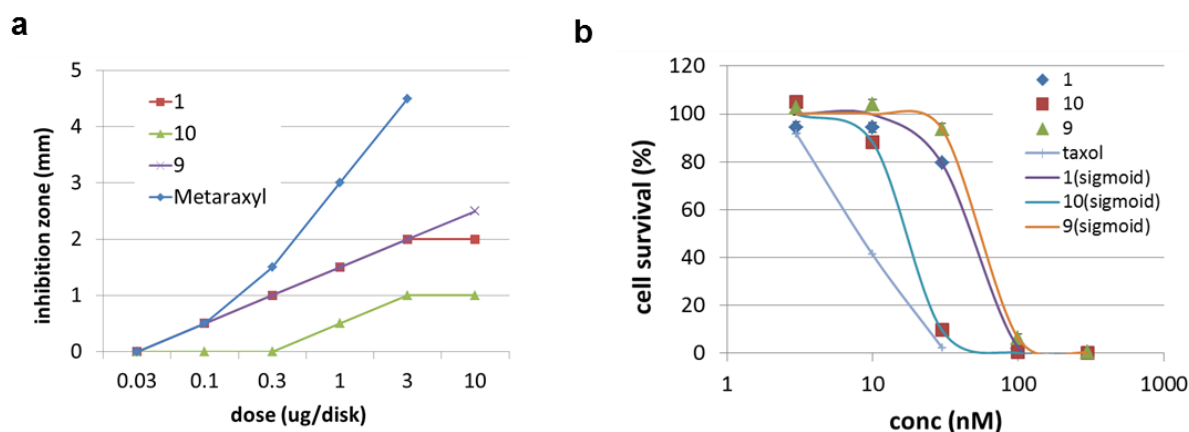 a
5
4
3
2
1
0
inhibition zone (mm)
1
10
9
Metaraxyl
0.03 0.1 0.3 1 3 10
dose (ug/disk)
b
120
100
80
60
40
20
0
cell survival (%)
1
10
9
taxol
1(sigmoid)
10(sigmoid)
9(sigmoid)
1 10 100 1000
conc (nM)